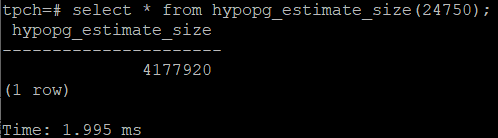 tpch=# select * from hypopg_estimate_size(24750);
 hypopg_estimate_size
----------------------
              4177920
(1 row)

Time: 1.995 ms